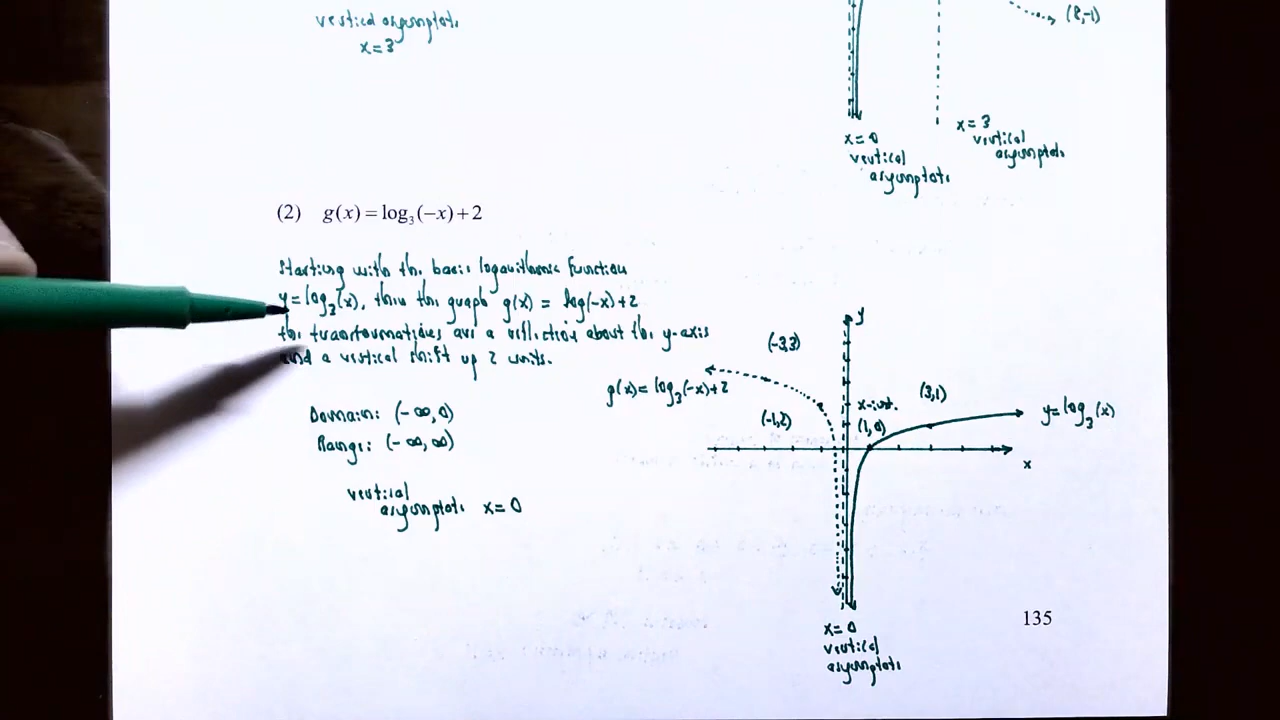 vertical asymptote
x=3
(8,-1)
x=0
vertical
asymptote
x=3
vertical
asymptote
(2) g(x)=log₃(-x)+2
Starting with the basic logarithmic function
y=log₃(x), then the graph g(x) = log(-x)+2
the transformations are a reflection about the y-axis
and a vertical shift up 2 units.
Domain: (-∞,0)
Range: (-∞,∞)
vertical
asymptote x=0
y
(-3,3)
g(x)=log₃(-x)+2
(-1,2)
x-int.
(1,0)
(3,1)
y=log₃(x)
x
x=0
vertical
asymptote
135